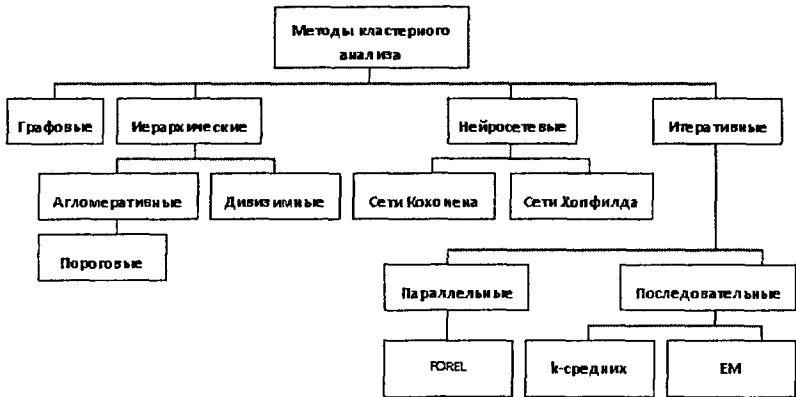 Методы кластерного
анализа
Графовые
Иерархические
Нейросетевые
Итеративные
Агломеративные
Дивизимные
Сети Кохонена
Сети Хопфилда
Пороговые
Параллельные
Последовательные
FOREL
k-средних
EM